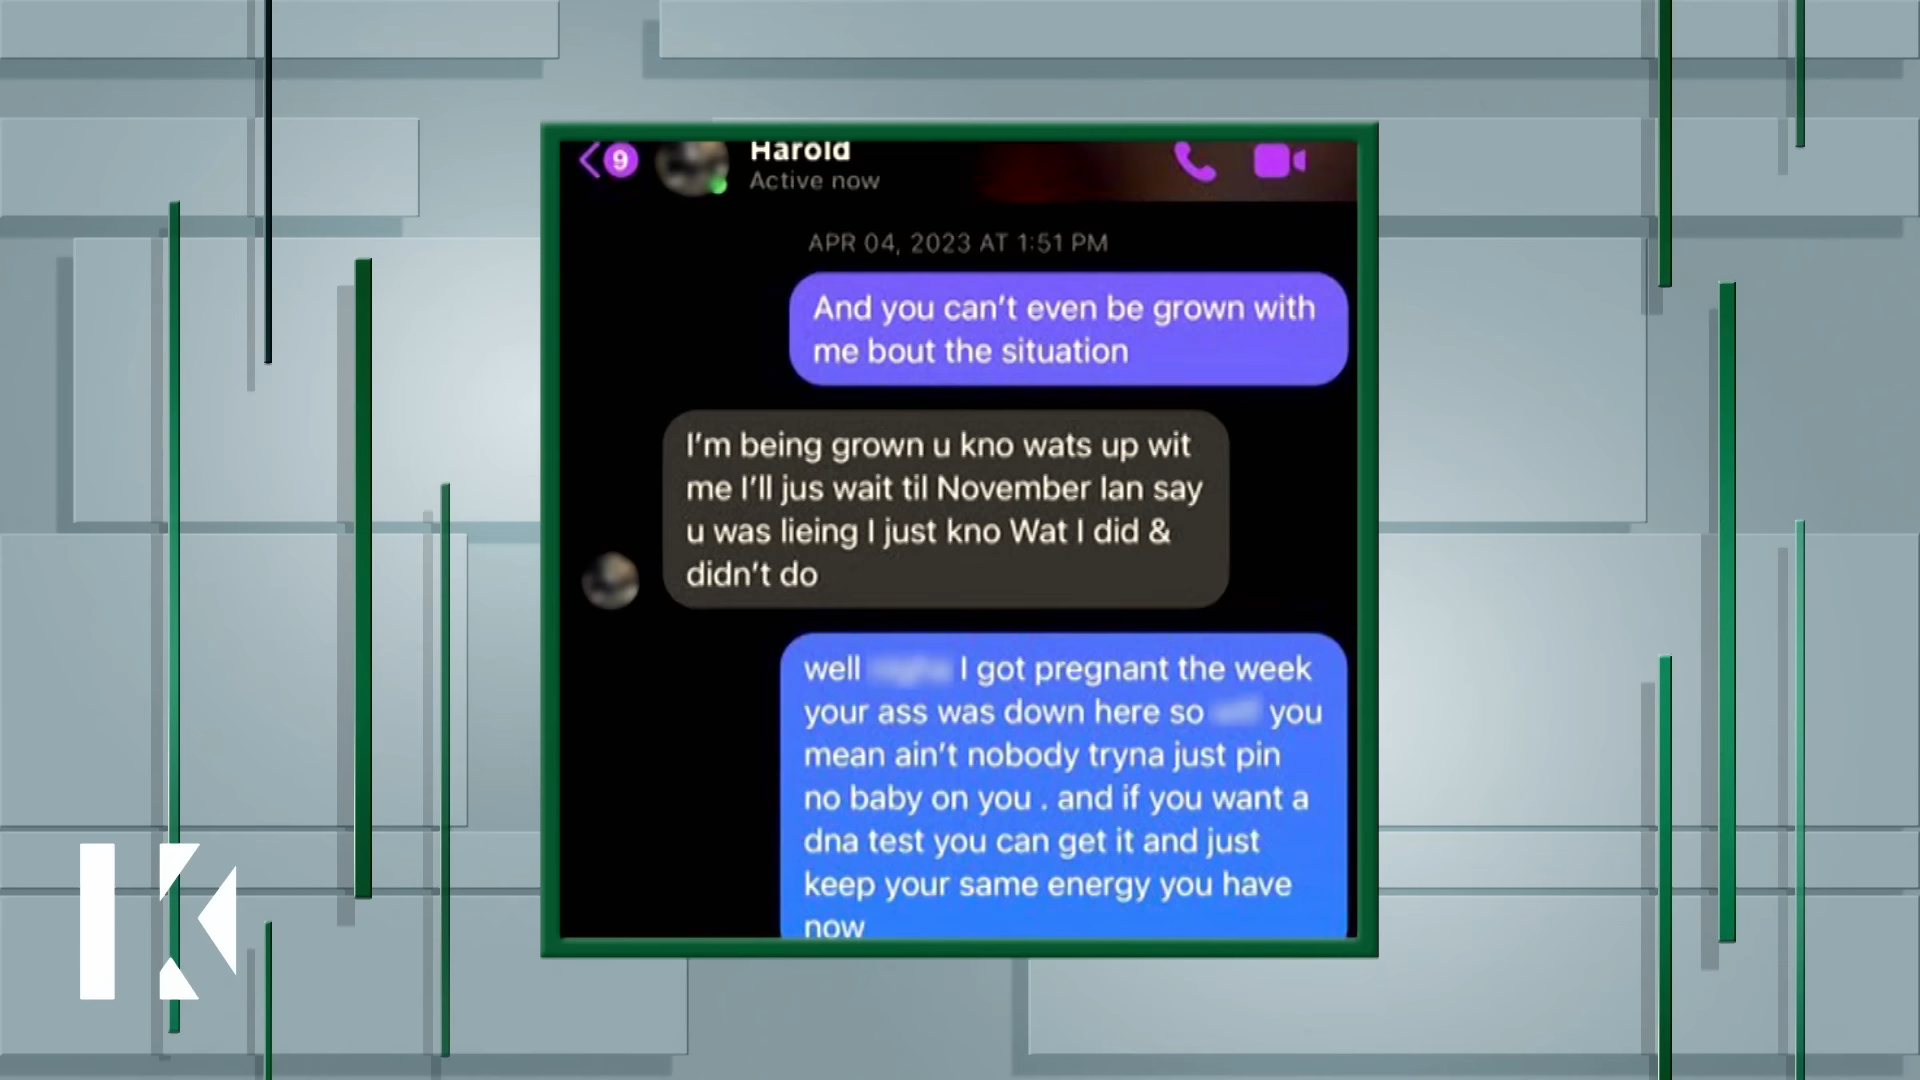 9
Harold
Active now
APR 04, 2023 AT 1:51 PM
And you can't even be grown with
me bout the situation
I'm being grown u kno wats up wit
me I'll jus wait til November Ian say
u was lieing I just kno Wat I did &
didn't do
well I got pregnant the week
your ass was down here so you
mean ain't nobody tryna just pin
no baby on you . and if you want a
dna test you can get it and just
keep your same energy you have
now
K